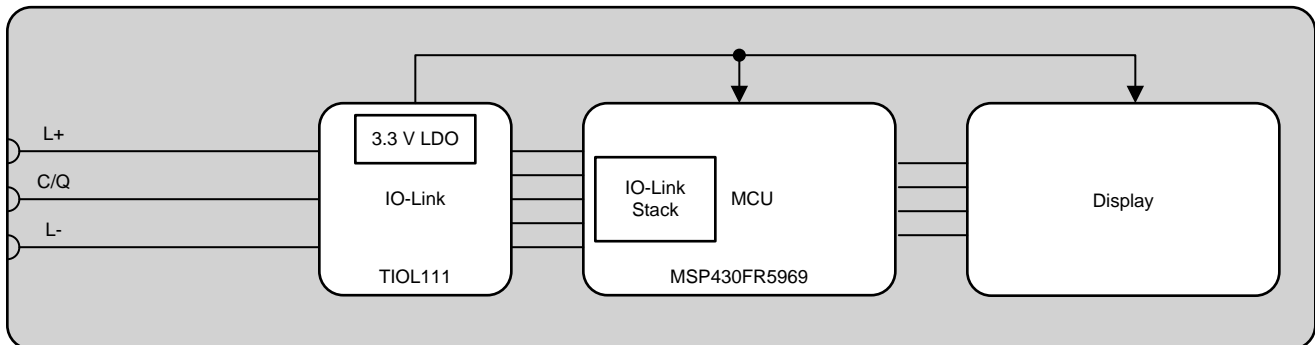 L+
C/Q
L-
3.3 V LDO
IO-Link
TIOL111
IO-Link
Stack
MCU
MSP430FR5969
Display